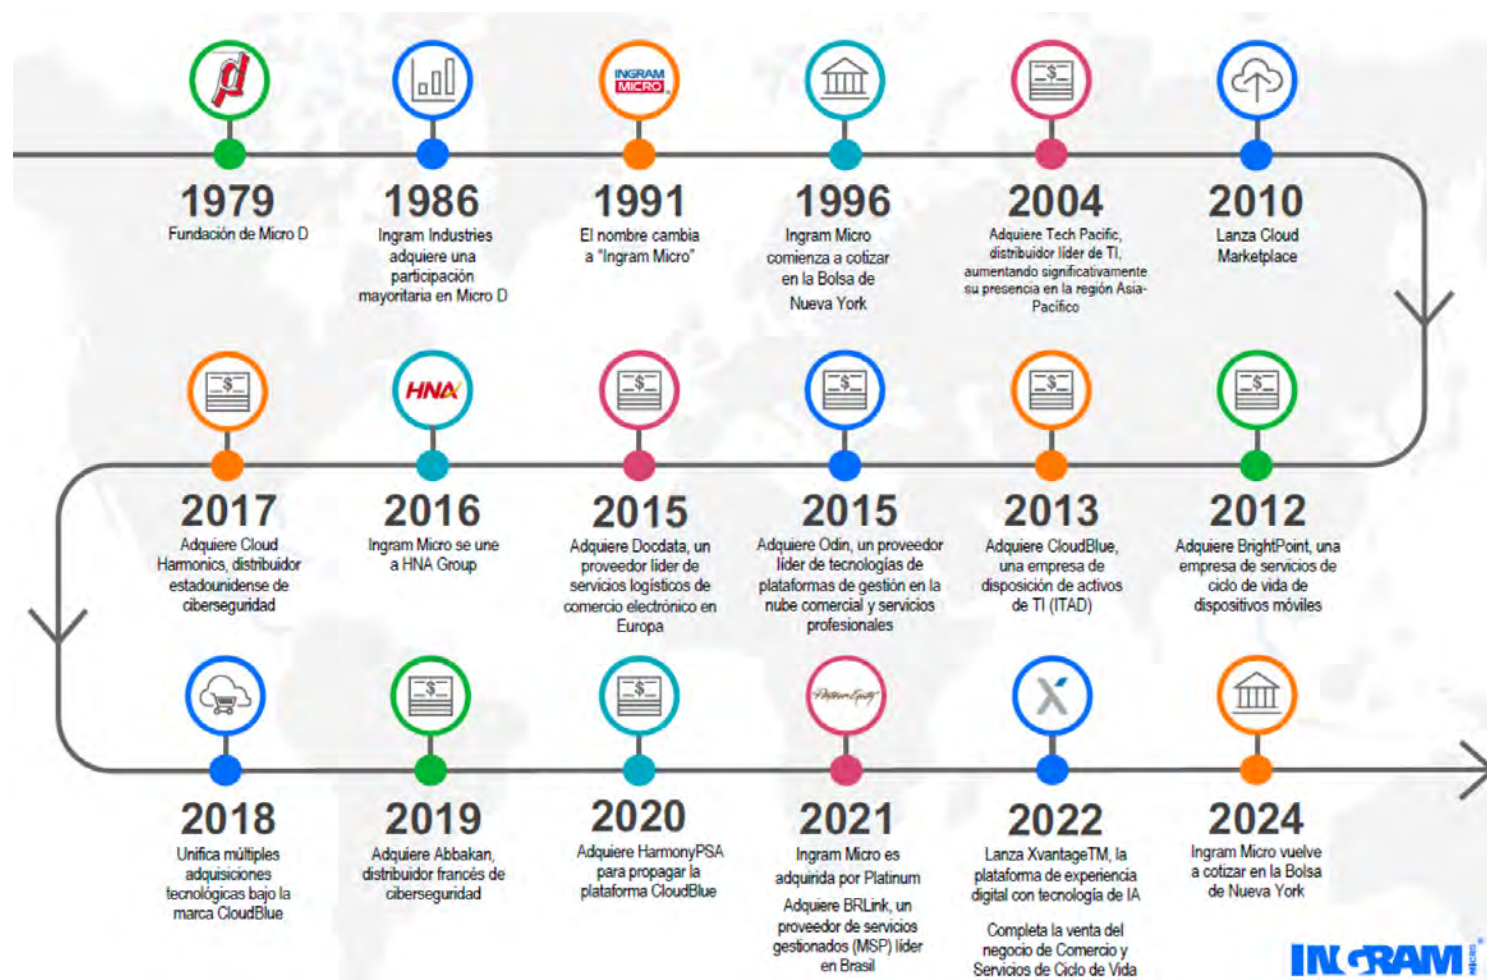 INGRAM
MICRO
1979
Fundación de Micro D
1986
Ingram Industries
adquiere una
participación
mayoritaria en Micro D
1991
El nombre cambia
a “Ingram Micro”
1996
Ingram Micro
comienza a cotizar
en la Bolsa de
Nueva York
2004
Adquiere Tech Pacific,
distribuidor líder de TI,
aumentando significativamente
su presencia en la región Asia-
Pacífico
2010
Lanza Cloud
Marketplace
HNA
2017
Adquiere Cloud
Harmonics, distribuidor
estadounidense de
ciberseguridad
2016
Ingram Micro se une
a HNA Group
2015
Adquiere Docdata, un
proveedor líder de
servicios logísticos de
comercio electrónico en
Europa
2015
Adquiere Odin, un proveedor
líder de tecnologías de
plataformas de gestión en la
nube comercial y servicios
profesionales
2013
Adquiere CloudBlue,
una empresa de
disposición de activos
de TI (ITAD)
2012
Adquiere BrightPoint, una
empresa de servicios de
ciclo de vida de
dispositivos móviles
Platinum Equity
2018
Unifica múltiples
adquisiciones
tecnológicas bajo la
marca CloudBlue
2019
Adquiere Abbakan,
distribuidor francés de
ciberseguridad
2020
Adquiere HarmonyPSA
para propagar la
plataforma CloudBlue
2021
Ingram Micro es
adquirida por Platinum
Adquiere BRLink, un
proveedor de servicios
gestionados (MSP) líder
en Brasil
2022
Lanza XvantageTM, la
plataforma de experiencia
digital con tecnología de IA
Completa la venta del
negocio de Comercio y
Servicios de Ciclo de Vida
2024
Ingram Micro vuelve
a cotizar en la Bolsa
de Nueva York
INGRAM MICRO